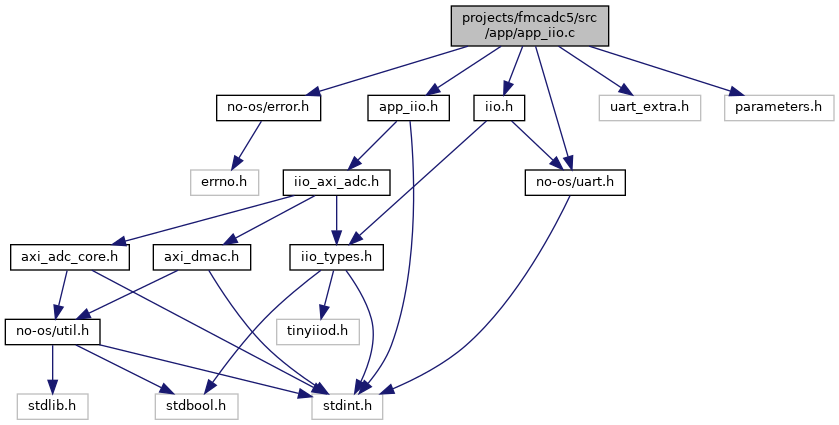 projects/fmcadc5/src
/app/app_iio.c
no-os/error.h
app_iio.h
iio.h
uart_extra.h
parameters.h
errno.h
iio_axi_adc.h
no-os/uart.h
axi_adc_core.h
axi_dmac.h
iio_types.h
no-os/util.h
tinyiiod.h
stdlib.h
stdbool.h
stdint.h